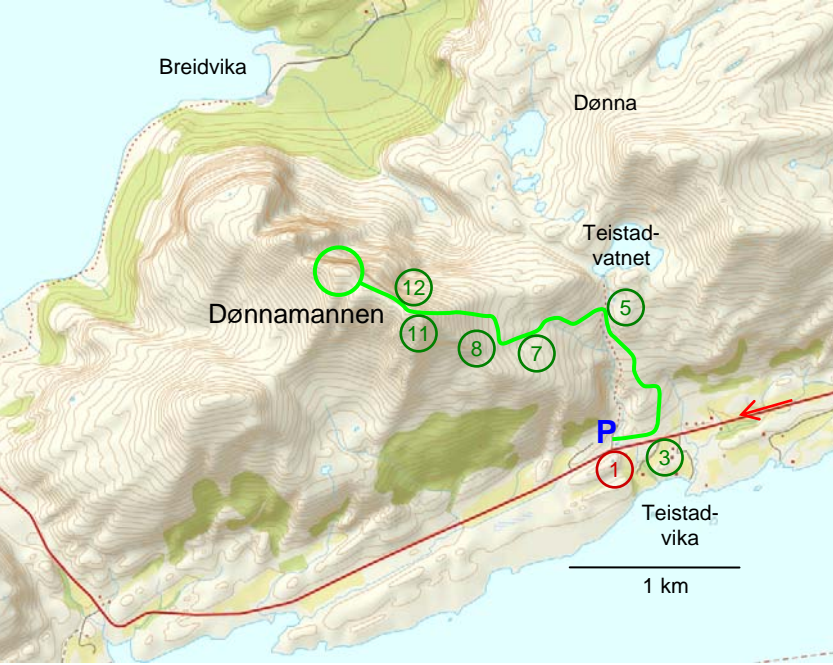 Breidvika
Dønna
Teistad-
vatnet
12
5
Dønnamannen
11
8
7
P
3
1
Teistad-
vika
1 km